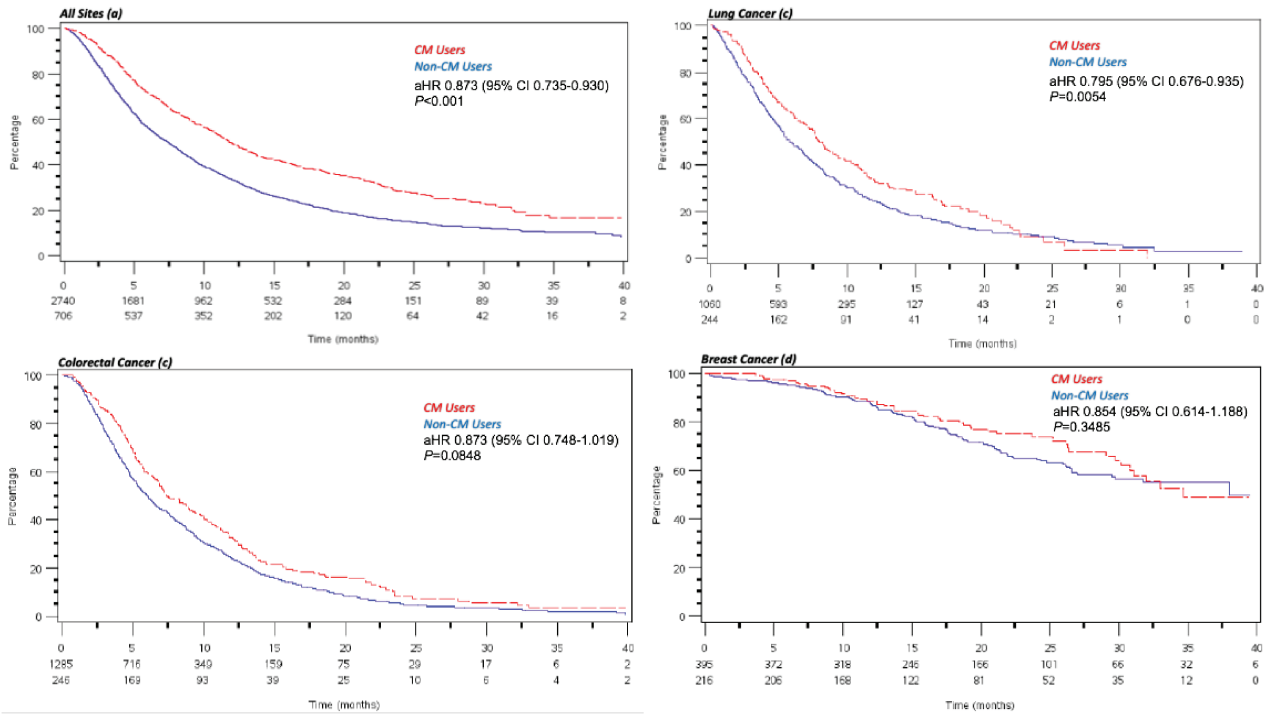 All Sites (a)
100
80
60
40
20
0
Percentage
CM Users
Non-CM Users
aHR 0.873 (95% CI 0.735-0.930)
P<0.001
0 5 10 15 20 25 30 35 40
2740 1681 962 532 284 151 89 39 8
706 537 352 202 120 64 42 16 2
Time (months)
Lung Cancer (c)
100
80
60
40
20
0
Percentage
CM Users
Non-CM Users
aHR 0.795 (95% CI 0.676-0.935)
P=0.0054
0 5 10 15 20 25 30 35 40
1060 593 295 127 43 21 6 1 0
244 162 91 41 14 2 1 0 0
Time (months)
Colorectal Cancer (c)
100
80
60
40
20
0
Percentage
CM Users
Non-CM Users
aHR 0.873 (95% CI 0.748-1.019)
P=0.0848
0 5 10 15 20 25 30 35 40
1285 716 349 159 75 29 17 6 2
246 169 93 39 25 10 6 4 2
Time (months)
Breast Cancer (d)
100
80
60
40
20
0
Percentage
CM Users
Non-CM Users
aHR 0.854 (95% CI 0.614-1.188)
P=0.3485
0 5 10 15 20 25 30 35 40
395 372 318 246 166 101 66 32 6
216 206 168 122 81 52 35 12 0
Time (months)